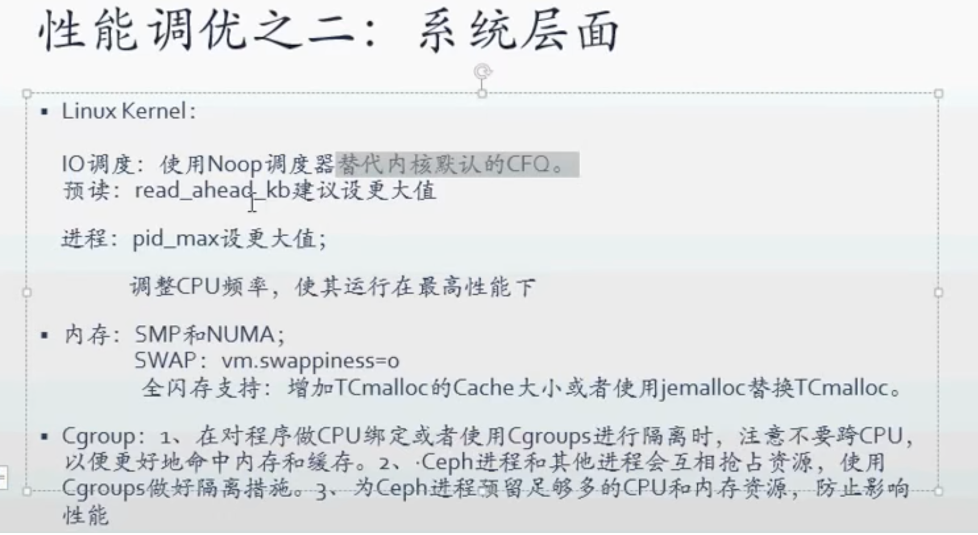 性能调优之二：系统层面
▪ Linux Kernel：
IO调度：使用Noop调度器替代内核默认的CFQ。
预读：read_ahead_kb建议设更大值
进程：pid_max设更大值；
调整CPU频率，使其运行在最高性能下
▪ 内存：SMP和NUMA；
SWAP：vm.swappiness=0
全闪存支持：增加TCmalloc的Cache大小或者使用jemalloc替换TCmalloc。
▪ Cgroup：1、在对程序做CPU绑定或者使用Cgroups进行隔离时，注意不要跨CPU，
以便更好地命中内存和缓存。2、·Ceph进程和其他进程会互相抢占资源，使用
Cgroups做好隔离措施。3、为Ceph进程预留足够多的CPU和内存资源，防止影响
性能